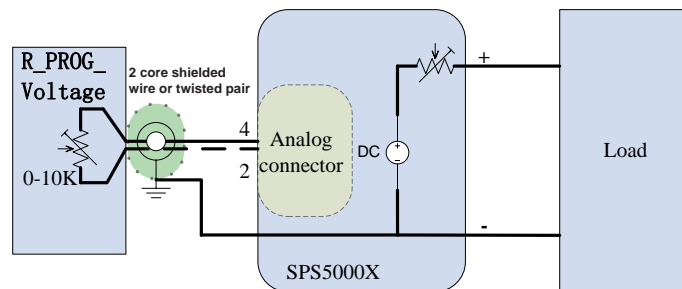 R_PROG_
Voltage
0-10K
2 core shielded
wire or twisted pair
4
2
Analog
connector
DC
+
-
+
-
SPS5000X
Load